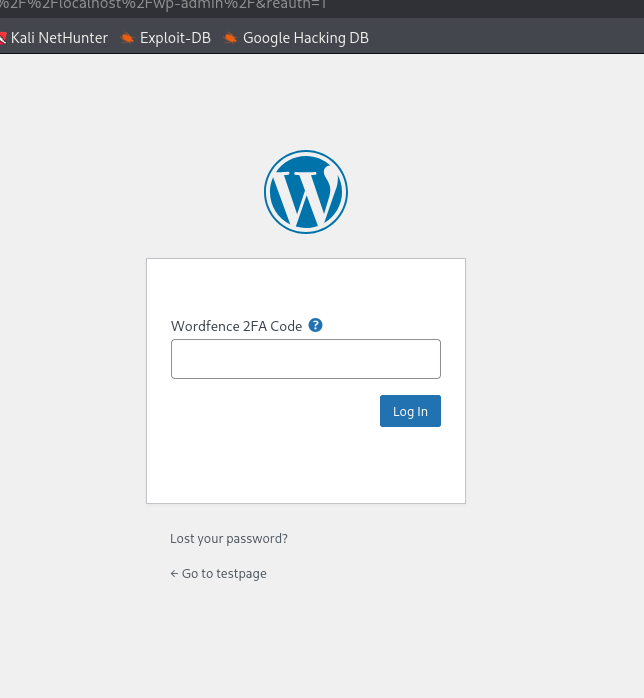 %2F%2Flocalhost%2Fwp-admin%2F&reauth=1
Kali NetHunter Exploit-DB Google Hacking DB
Wordfence 2FA Code ?
Log In
Lost your password?
← Go to testpage